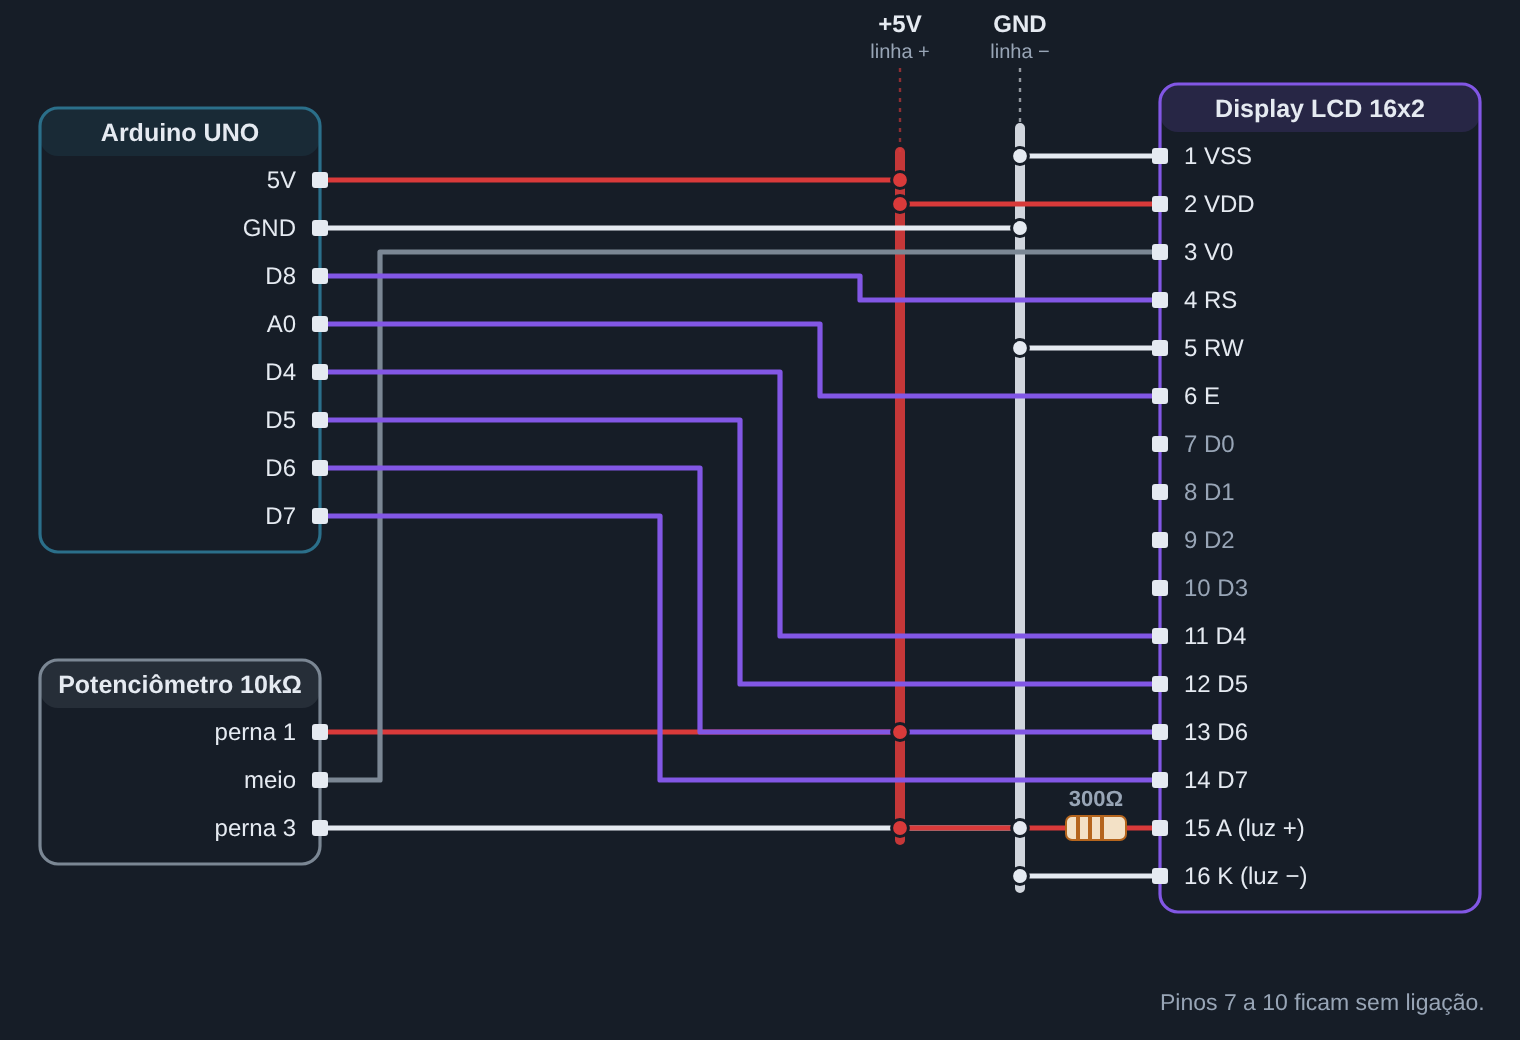 +5V
linha +
GND
linha −
Arduino UNO
5V
GND
D8
A0
D4
D5
D6
D7
Potenciômetro 10kΩ
perna 1
meio
perna 3
Display LCD 16x2
1 VSS
2 VDD
3 V0
4 RS
5 RW
6 E
7 D0
8 D1
9 D2
10 D3
11 D4
12 D5
13 D6
14 D7
300Ω
15 A (luz +)
16 K (luz −)
Pinos 7 a 10 ficam sem ligação.